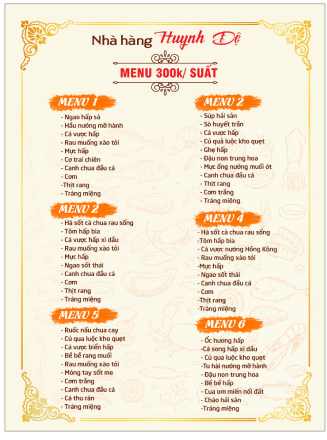 Nhà hàng Huynh Đệ
MENU 300k/ SUẤT
MENU 1
- Ngao hấp sả
- Hầu nướng mỡ hành
- Cá vược hấp
- Rau muống xào tỏi
- Mực hấp
- Cơ trai chiên
- Canh chua đầu cá
- Cơm
-Thịt rang
- Tráng miệng
MENU 2
- Súp hải sản
- Sò huyết trần
- Cá vược hấp
- Củ quả luộc kho quẹt
- Ghẹ hấp
- Đậu non trung hoa
- Mực ống nướng muối ớt
- Canh chua đầu cá
- Thịt rang
- Cơm trắng
- Tráng miệng
MENU 2
- Hà sốt cà chua rau sống
- Tôm hấp bia
- Cá vược hấp xì dầu
- Rau muống xào tỏi
- Mực hấp
- Ngao sốt thái
- Canh chua đầu cá
- Cơm
- Thịt rang
- Tráng miệng
MENU 4
- Hà sốt cà chua rau sống
-Tôm hấp bia
- Cá vược nướng Hồng Kông
- Rau muống xào tỏi
-Mực hấp
- Ngao sốt thái
- Canh chua đầu cá
- Cơm
-Thịt rang
-Tráng miệng
MENU 5
- Ruốc nấu chua cay
- Củ qua luộc kho quẹt
- Cá vược biển hấp
- Bề bề rang muối
- Rau muống xào tỏi
- Móng tay sốt me
- Cơm trắng
- Canh chua đầu cá
- Cá thu rán
- Tráng miệng
MENU 6
- Ốc hương hấp
-Cá song hấp xì dầu
- Củ quả luộc kho quẹt
-Tu hài nướng mỡ hành
- Đậu non trung hoa
- Bề bề hấp
- Cua om miến nồi đất
- Cháo hải sản
-Tráng miệng